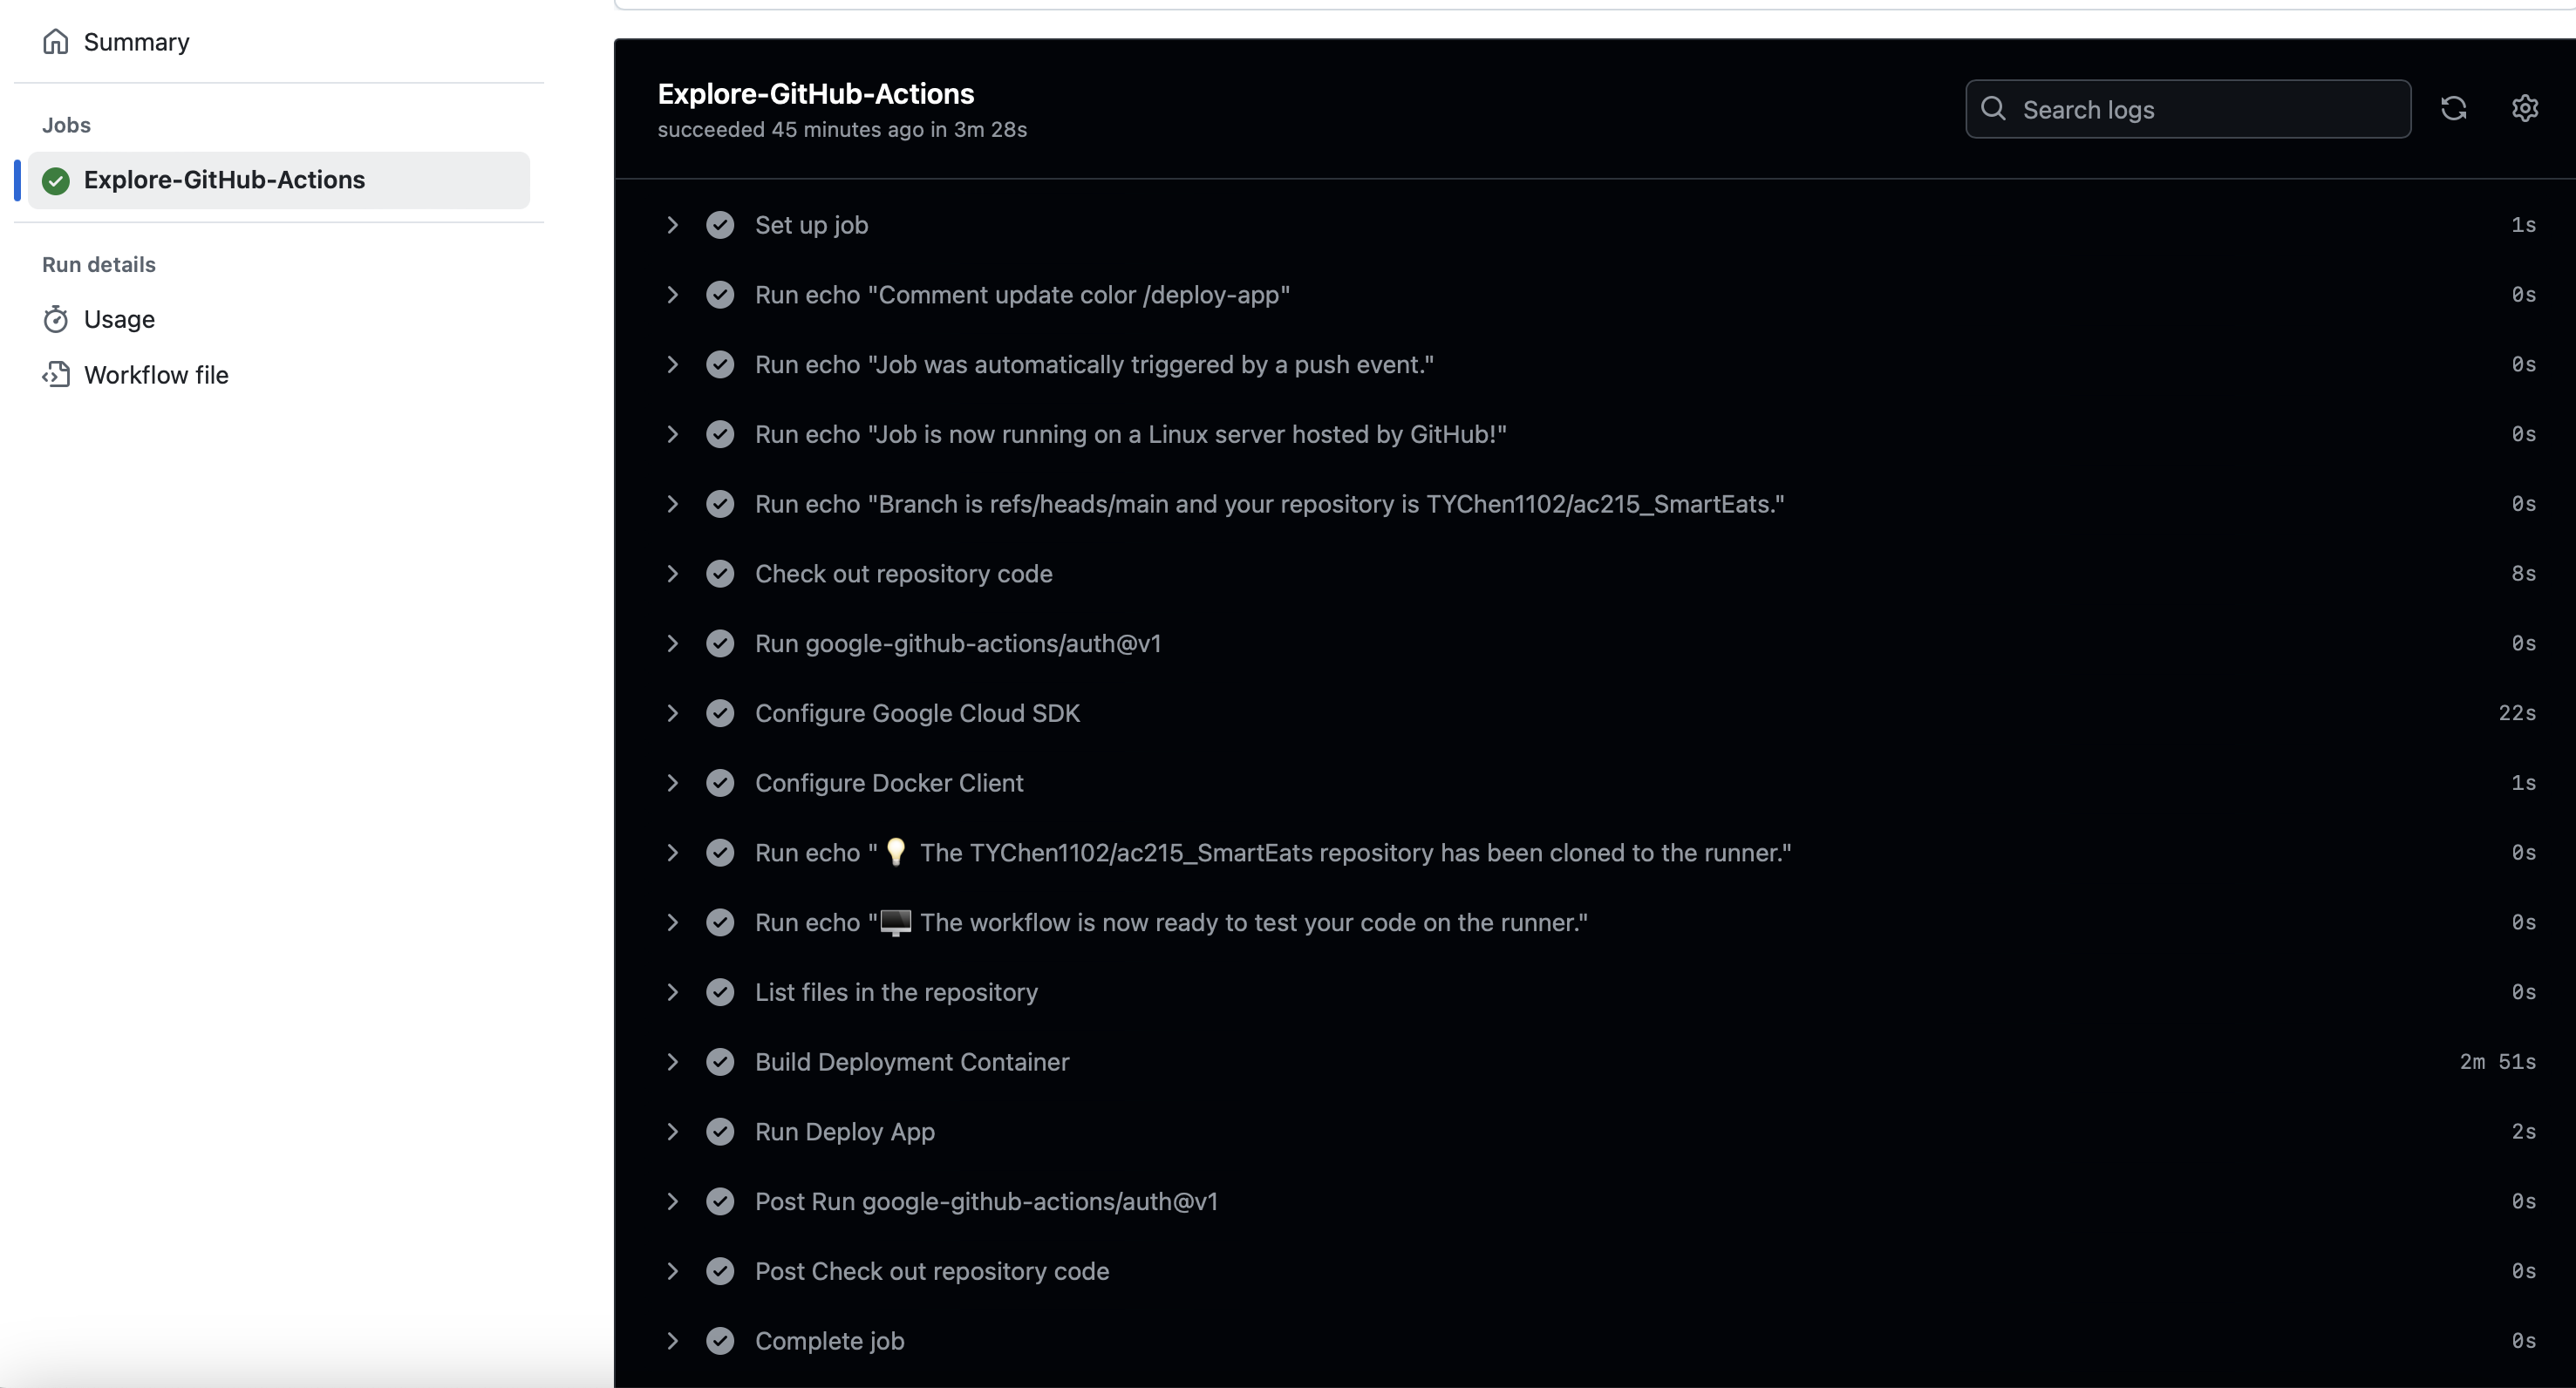 Summary
Jobs
Explore-GitHub-Actions
Run details
Usage
Workflow file
Explore-GitHub-Actions
succeeded 45 minutes ago in 3m 28s
Search logs
Set up job 1s
Run echo "Comment update color /deploy-app" 0s
Run echo "Job was automatically triggered by a push event." 0s
Run echo "Job is now running on a Linux server hosted by GitHub!" 0s
Run echo "Branch is refs/heads/main and your repository is TYChen1102/ac215_SmartEats." 0s
Check out repository code 8s
Run google-github-actions/auth@v1 0s
Configure Google Cloud SDK 22s
Configure Docker Client 1s
Run echo "💡 The TYChen1102/ac215_SmartEats repository has been cloned to the runner." 0s
Run echo "🖥️ The workflow is now ready to test your code on the runner." 0s
List files in the repository 0s
Build Deployment Container 2m 51s
Run Deploy App 2s
Post Run google-github-actions/auth@v1 0s
Post Check out repository code 0s
Complete job 0s